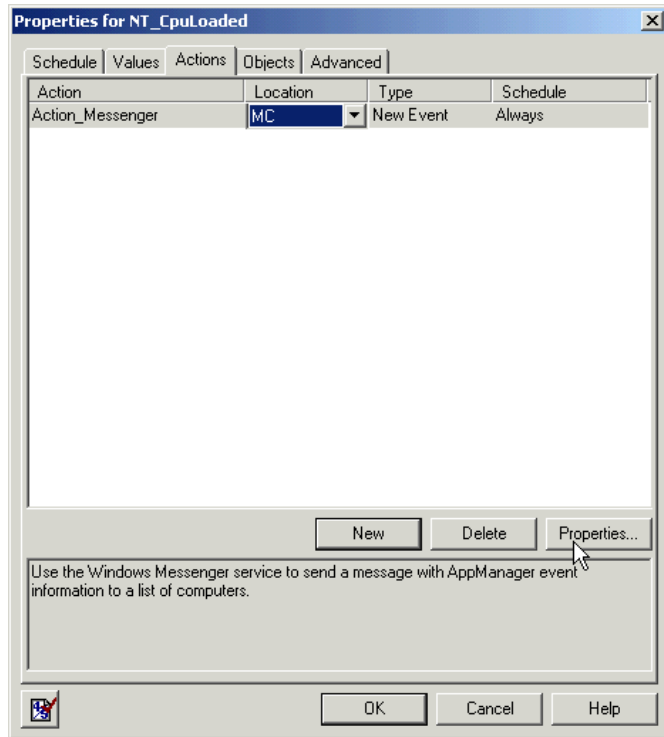 Properties for NT_CpuLoaded
Schedule Values Actions Objects Advanced
Action Location Type Schedule
Action_Messenger MC New Event Always
New Delete Properties...
Use the Windows Messenger service to send a message with AppManager event
information to a list of computers.
OK Cancel Help